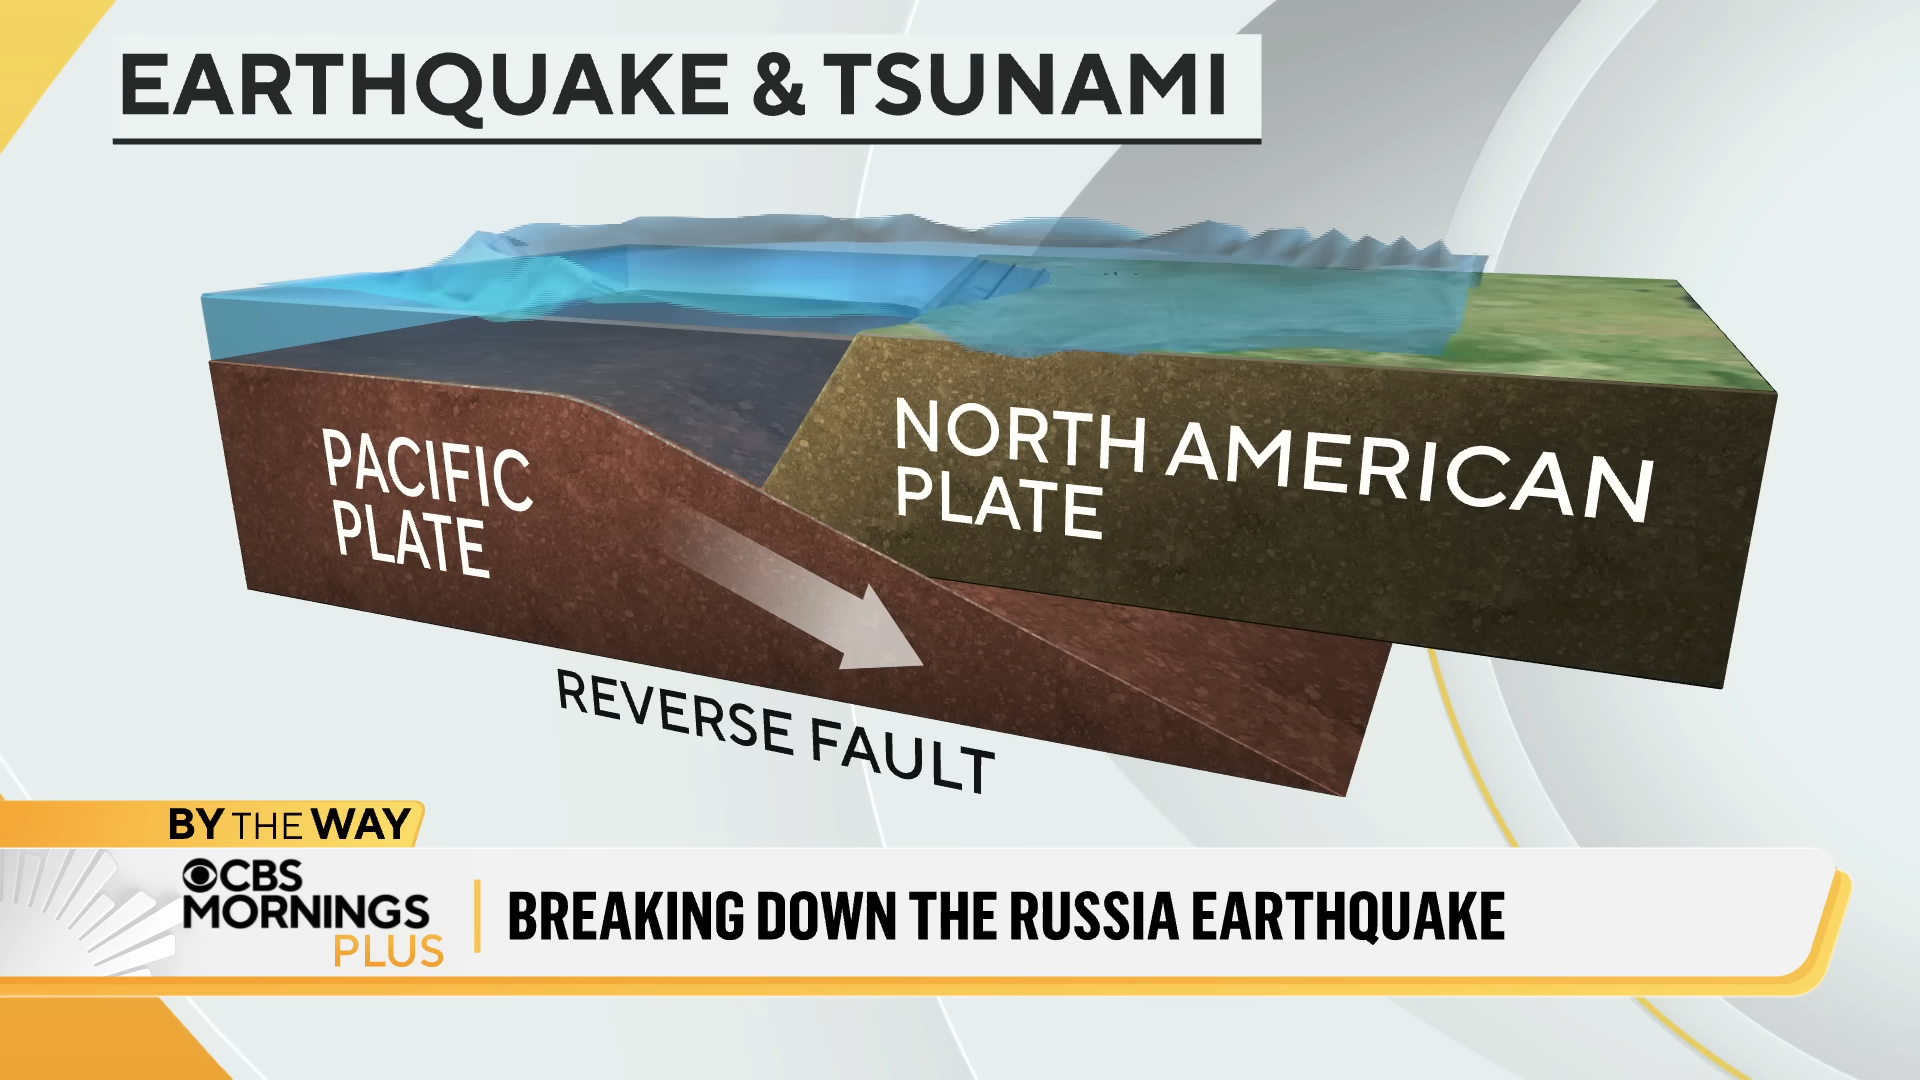 EARTHQUAKE & TSUNAMI
PACIFIC
PLATE
NORTH AMERICAN
PLATE
REVERSE FAULT
BY THE WAY
CBS
MORNINGS
PLUS
BREAKING DOWN THE RUSSIA EARTHQUAKE